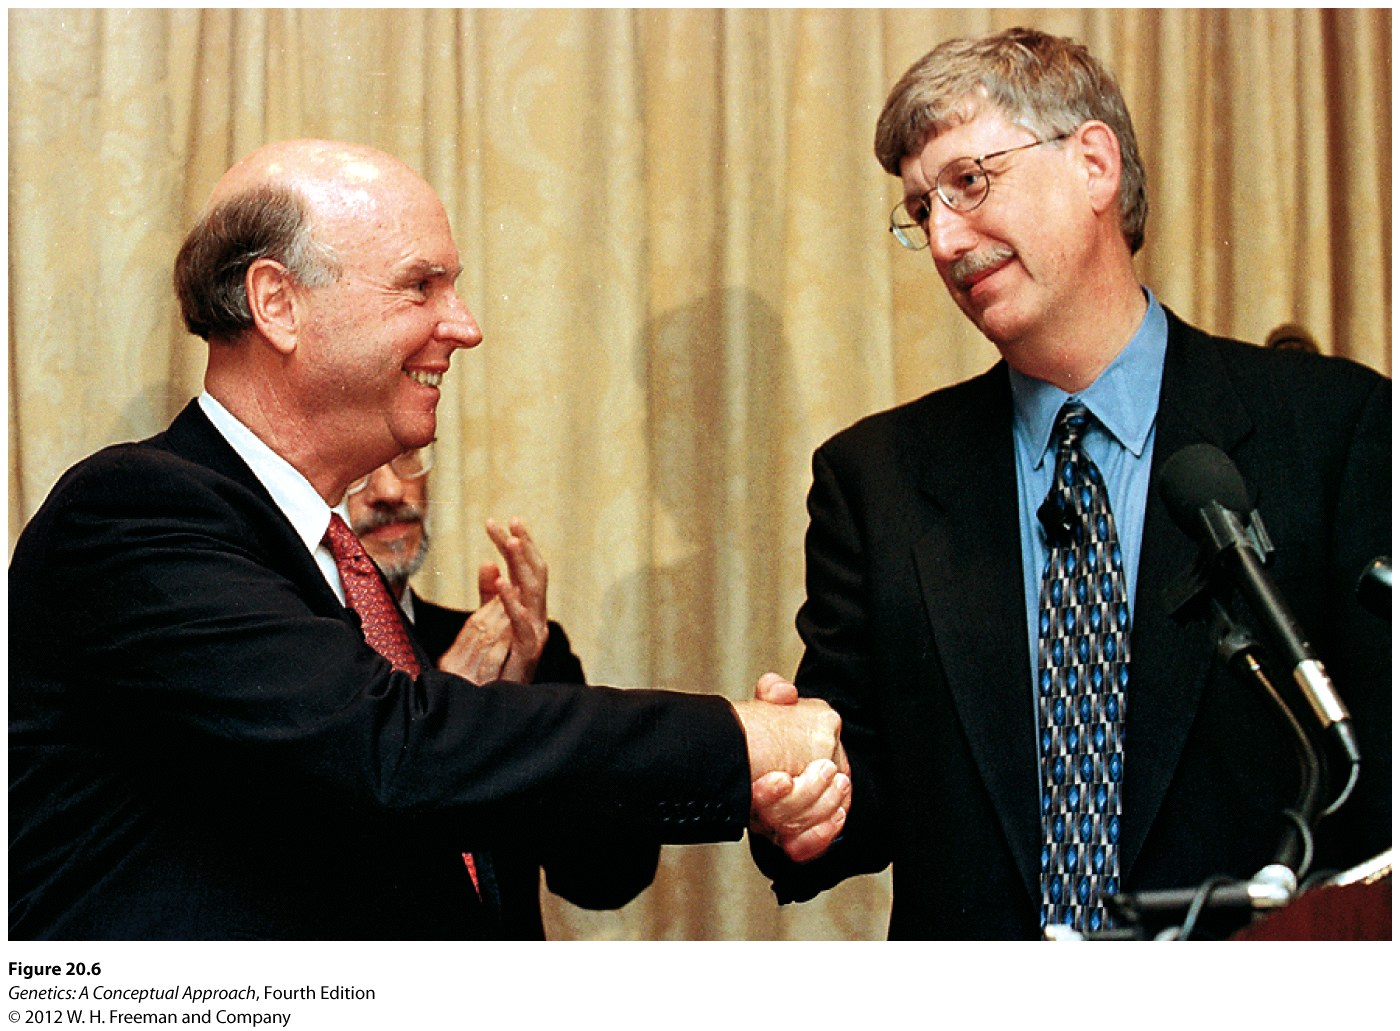 Figure 20.6
Genetics: A Conceptual Approach, Fourth Edition
© 2012 W. H. Freeman and Company